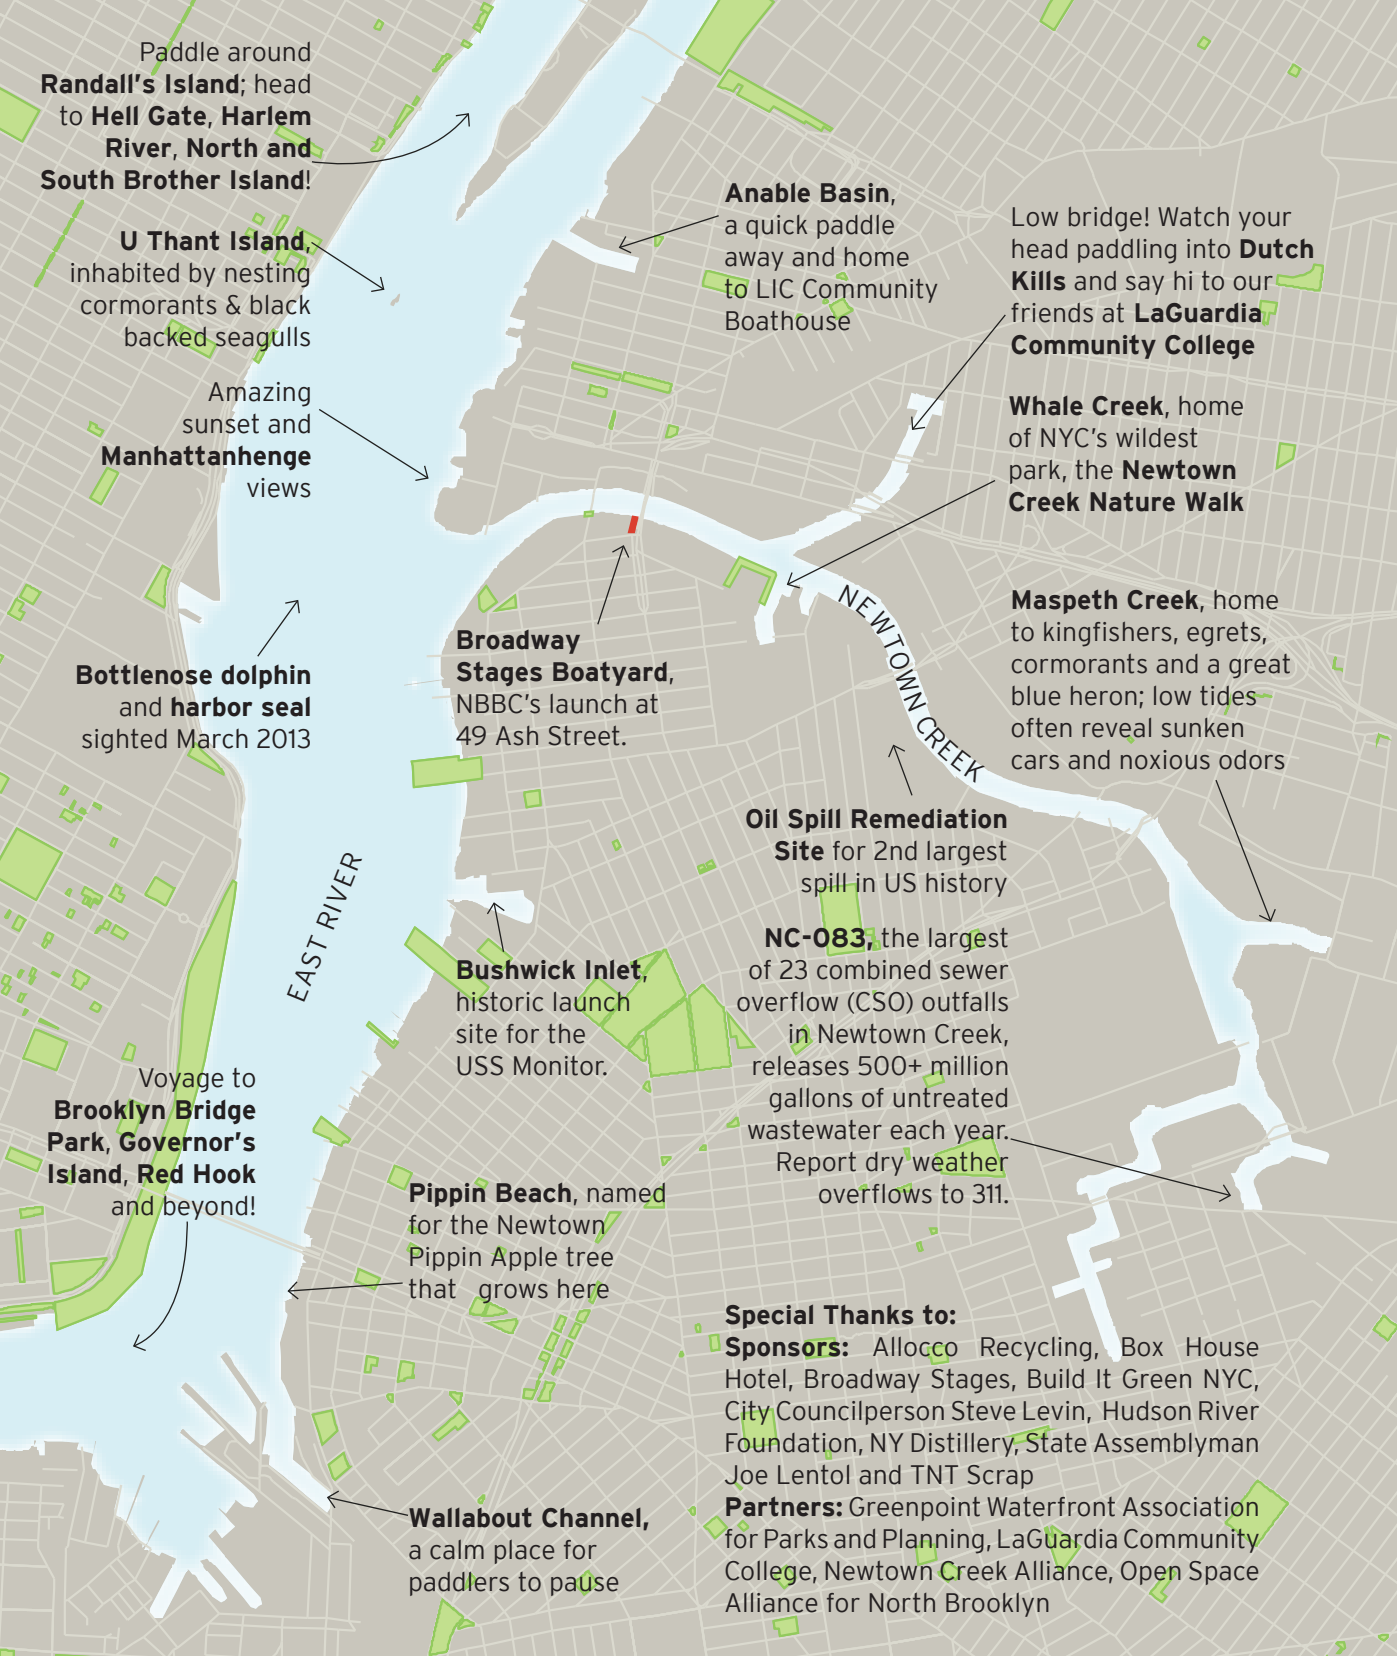 Paddle around
Randall's Island; head
to Hell Gate, Harlem
River, North and
South Brother Island!
U Thant Island,
inhabited by nesting
cormorants & black
backed seagulls
Amazing
sunset and
Manhattanhenge
views
Bottlenose dolphin
and harbor seal
sighted March 2013
EAST RIVER
Voyage to
Brooklyn Bridge
Park, Governor's
Island, Red Hook
and beyond!
Anable Basin,
a quick paddle
away and home
to LIC Community
Boathouse
Low bridge! Watch your
head paddling into Dutch
Kills and say hi to our
friends at LaGuardia
Community College
Whale Creek, home
of NYC's wildest
park, the Newtown
Creek Nature Walk
NEWTOWN CREEK
Maspeth Creek, home
to kingfishers, egrets,
cormorants and a great
blue heron; low tides
often reveal sunken
cars and noxious odors
Broadway
Stages Boatyard,
NBBC's launch at
49 Ash Street.
Oil Spill Remediation
Site for 2nd largest
spill in US history
NC-083, the largest
of 23 combined sewer
overflow (CSO) outfalls
in Newtown Creek,
releases 500+ million
gallons of untreated
wastewater each year.
Report dry weather
overflows to 311.
Bushwick Inlet,
historic launch
site for the
USS Monitor.
Pippin Beach, named
for the Newtown
Pippin Apple tree
that grows here
Wallabout Channel,
a calm place for
paddlers to pause
Special Thanks to:
Sponsors: Allocco Recycling, Box House
Hotel, Broadway Stages, Build It Green NYC,
City Councilperson Steve Levin, Hudson River
Foundation, NY Distillery, State Assemblyman
Joe Lentol and TNT Scrap
Partners: Greenpoint Waterfront Association
for Parks and Planning, LaGuardia Community
College, Newtown Creek Alliance, Open Space
Alliance for North Brooklyn